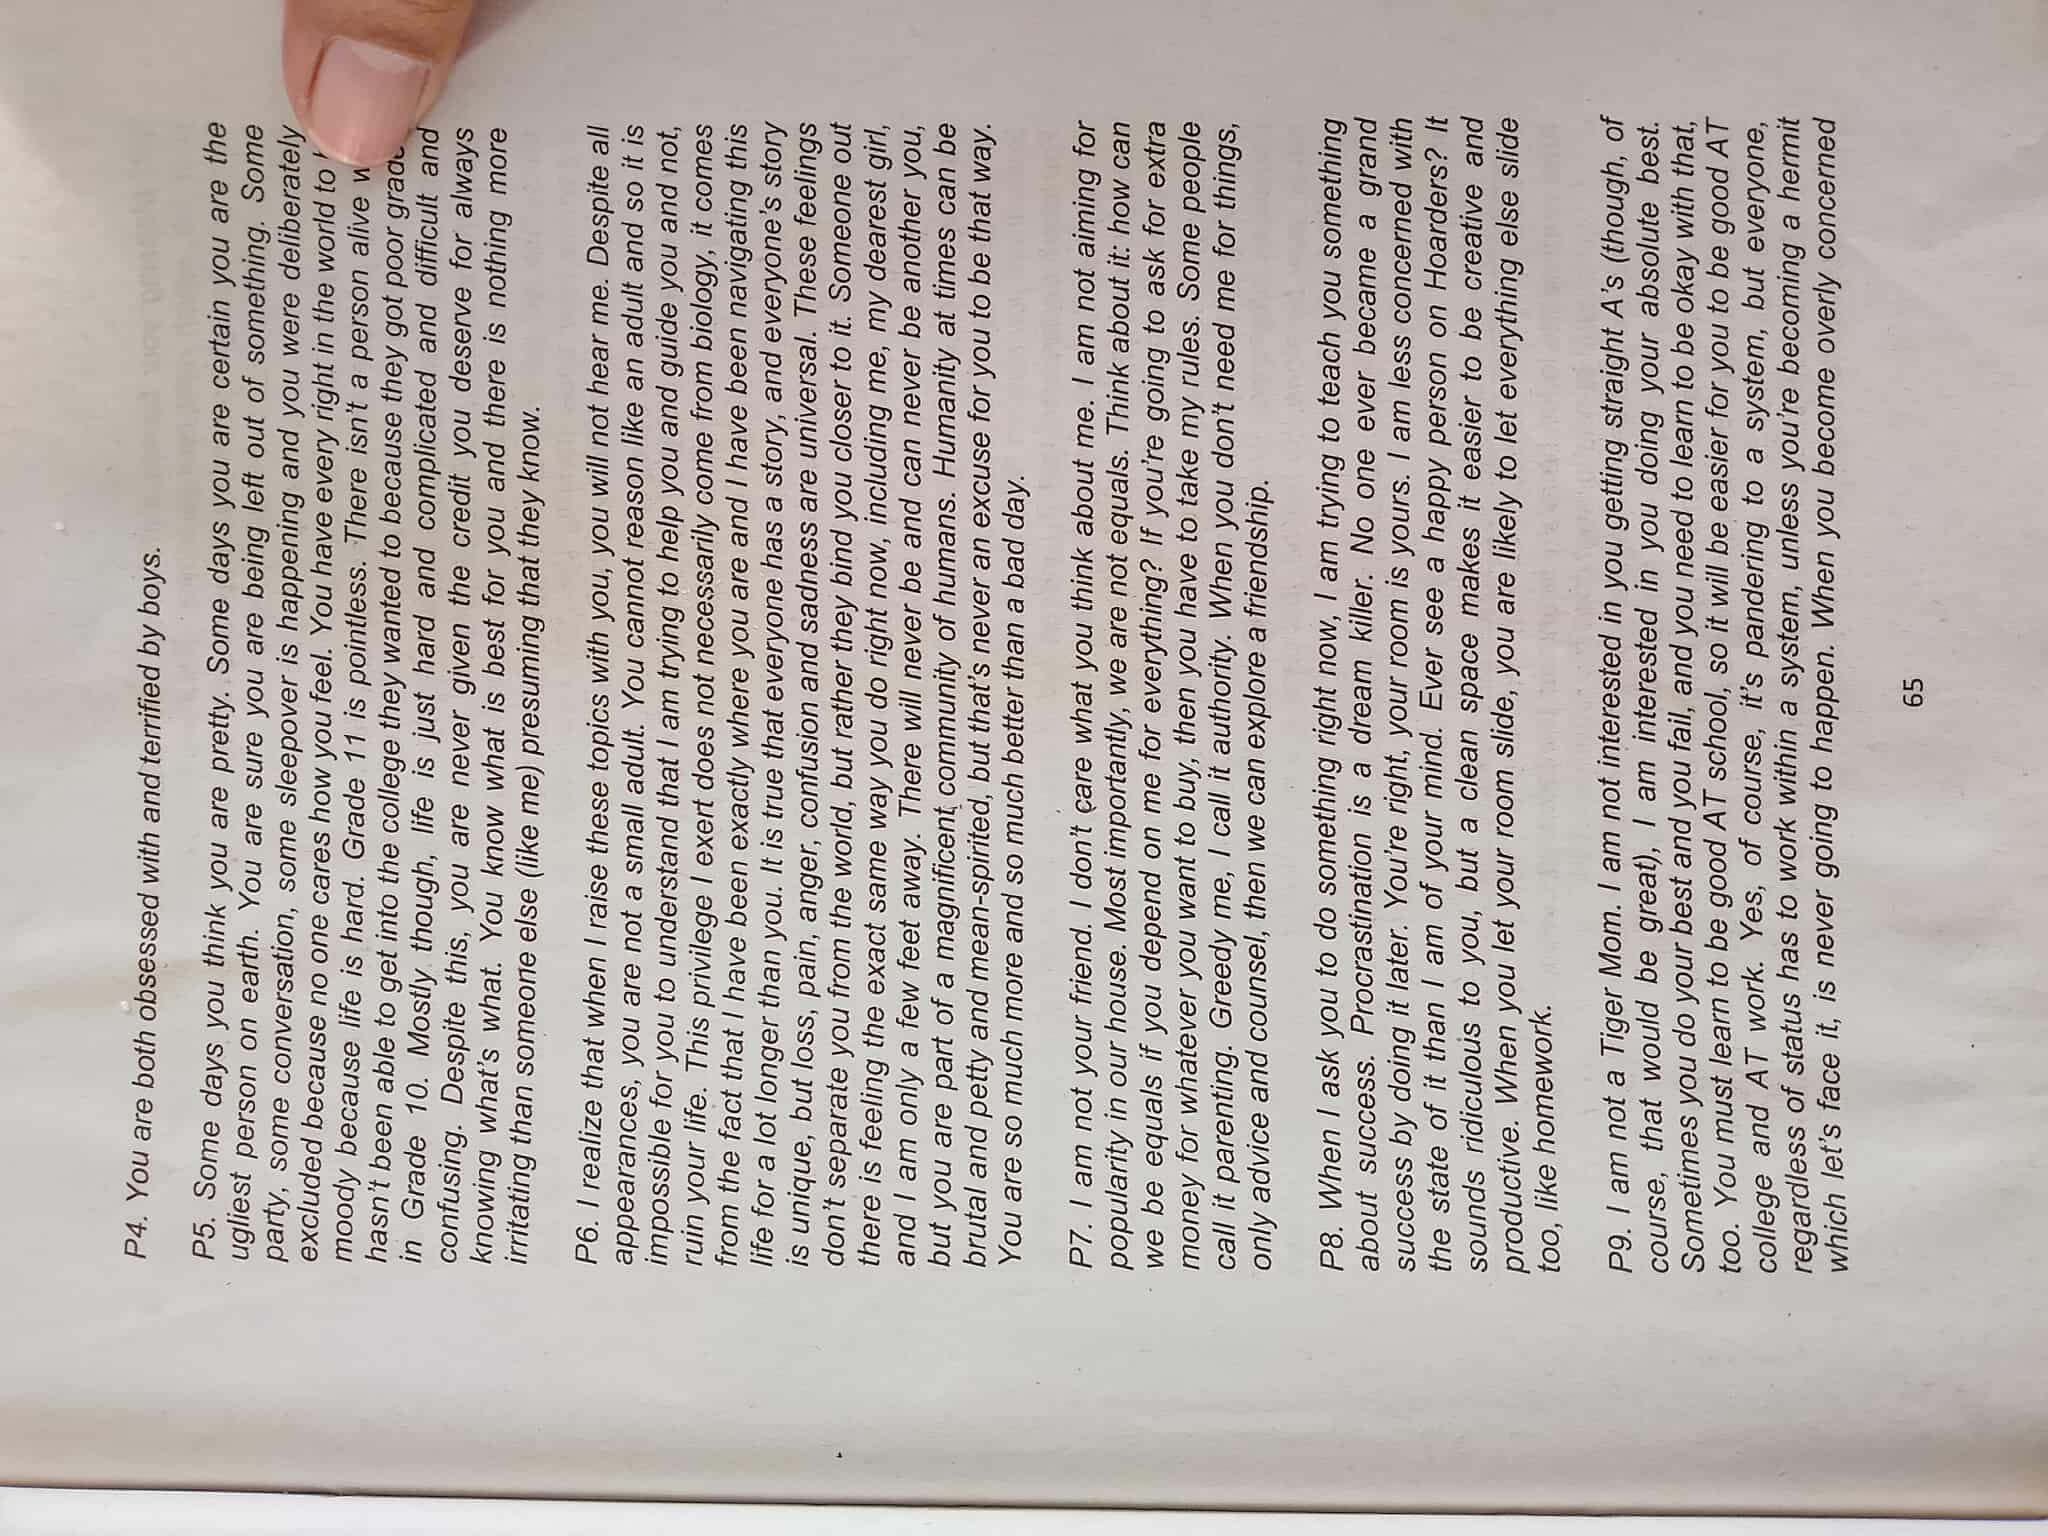 P4. You are both obsessed with and terrified by boys.
P5. Some days you think you are pretty. Some days you are certain you are the
ugliest person on earth. You are sure you are being left out of something. Some
party, some conversation, some sleepover is happening and you were deliberately
excluded because no one cares how you feel. You have every right in the world to
moody because life is hard. Grade 11 is pointless. There isn't a person alive
hasn't been able to get into the college they wanted to because they got poor
in Grade 10. Mostly though, life is just hard and complicated and difficult and
confusing. Despite this, you are never given the credit you deserve for always
knowing what's what. You know what is best for you and there is nothing more
irritating than someone else (like me) presuming that they know.
P6. I realize that when I raise these topics with you, you will not hear me. Despite all
appearances, you are not a small adult. You cannot reason like an adult and so it is
impossible for you to understand that I am trying to help you and guide you and not,
ruin your life. This privilege I exert does not necessarily come from biology, it comes
from the fact that I have been exactly where you are and I have been navigating this
life for a lot longer than you. It is true that everyone has a story, and everyone's story
is unique, but loss, pain, anger, confusion and sadness are universal. These feelings
don't separate you from the world, but rather they bind you closer to it. Someone out
there is feeling the exact same way you do right now, including me, my dearest girl,
and I am only a few feet away. There will never be and can never be another you,
but you are part of a magnificent community of humans. Humanity at times can be
brutal and petty and mean-spirited, but that's never an excuse for you to be that way.
You are so much more and so much better than a bad day.
P7. I am not your friend. I don't care what you think about me. I am not aiming for
popularity in our house. Most importantly, we are not equals. Think about it: how can
we be equals if you depend on me for everything? If you're going to ask for extra
money for whatever you want to buy, then you have to take my rules. Some people
call it parenting. Greedy me, I call it authority. When you don't need me for things,
only advice and counsel, then we can explore a friendship.
P8. When I ask you to do something right now, I am trying to teach you something
about success. Procrastination is a dream killer. No one ever became a grand
success by doing it later. You're right, your room is yours. I am less concerned with
the state of it than I am of your mind. Ever see a happy person on Hoarders? It
sounds ridiculous to you, but a clean space makes it easier to be creative and
productive. When you let your room slide, you are likely to let everything else slide
too, like homework.
P9. I am not a Tiger Mom. I am not interested in you getting straight A's (though, of
course, that would be great), I am interested in you doing your absolute best.
Sometimes you do your best and you fail, and you need to learn to be okay with that,
too. You must learn to be good AT school, so it will be easier for you to be good AT
college and AT work. Yes, of course, it's pandering to a system, but everyone,
regardless of status has to work within a system, unless you're becoming a hermit
which let's face it, is never going to happen. When you become overly concerned
65